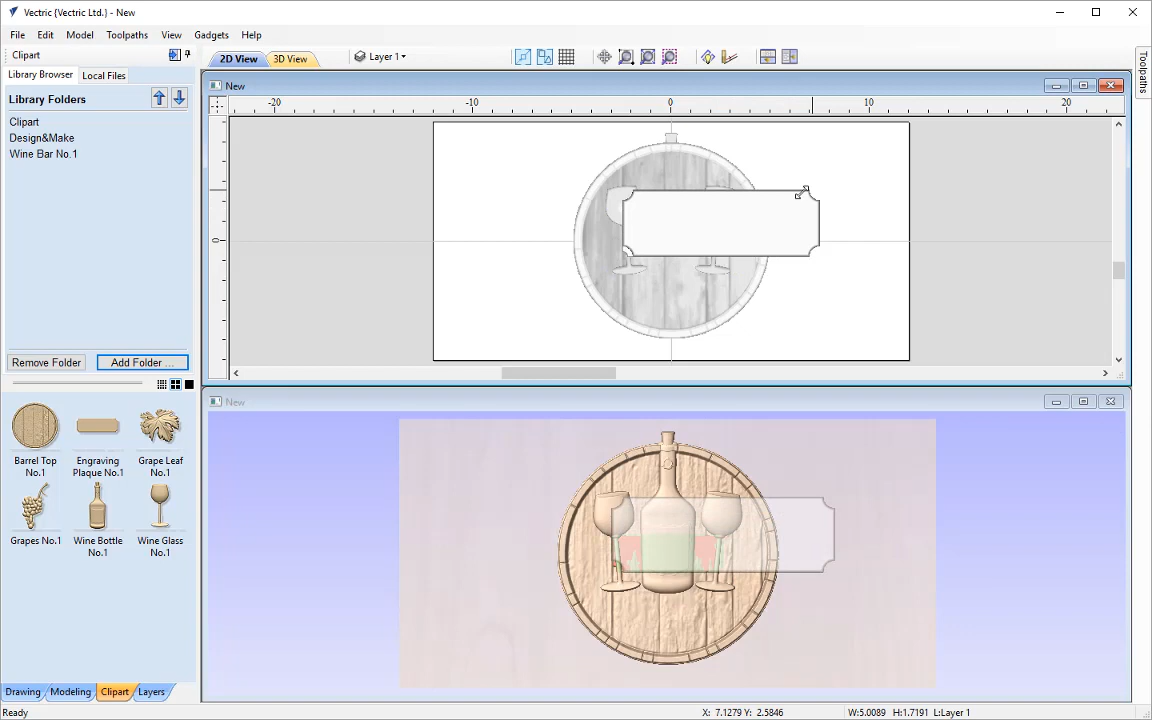 Vectric {Vectric Ltd.} - New
File Edit Model Toolpaths View Gadgets Help
Clipart
2D View 3D View Layer 1
Library Browser Local Files
New
Library Folders
-20 -10 0 10 20
Clipart
Design&Make
Wine Bar No.1
0
Remove Folder Add Folder ...
New
Barrel Top No.1
Engraving Plaque No.1
Grape Leaf No.1
Grapes No.1
Wine Bottle No.1
Wine Glass No.1
Toolpaths
Drawing Modeling Clipart Layers
Ready X: 7.1279 Y: 2.5846 W:5.0089 H:1.7191 L:Layer 1